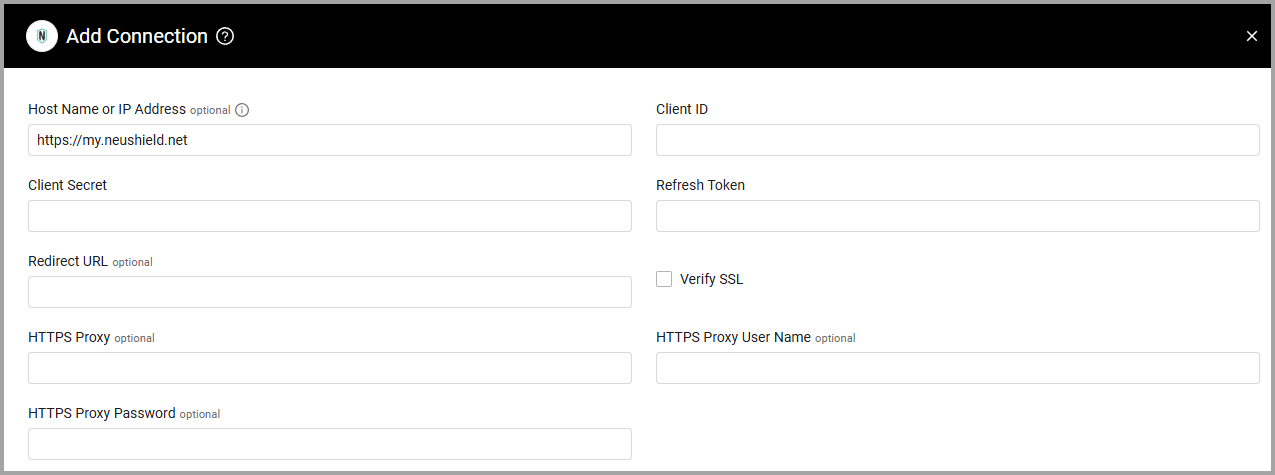 N Add Connection ?
Host Name or IP Address optional
Client ID
https://my.neushield.net
Client Secret
Refresh Token
Redirect URL optional
Verify SSL
HTTPS Proxy optional
HTTPS Proxy User Name optional
HTTPS Proxy Password optional